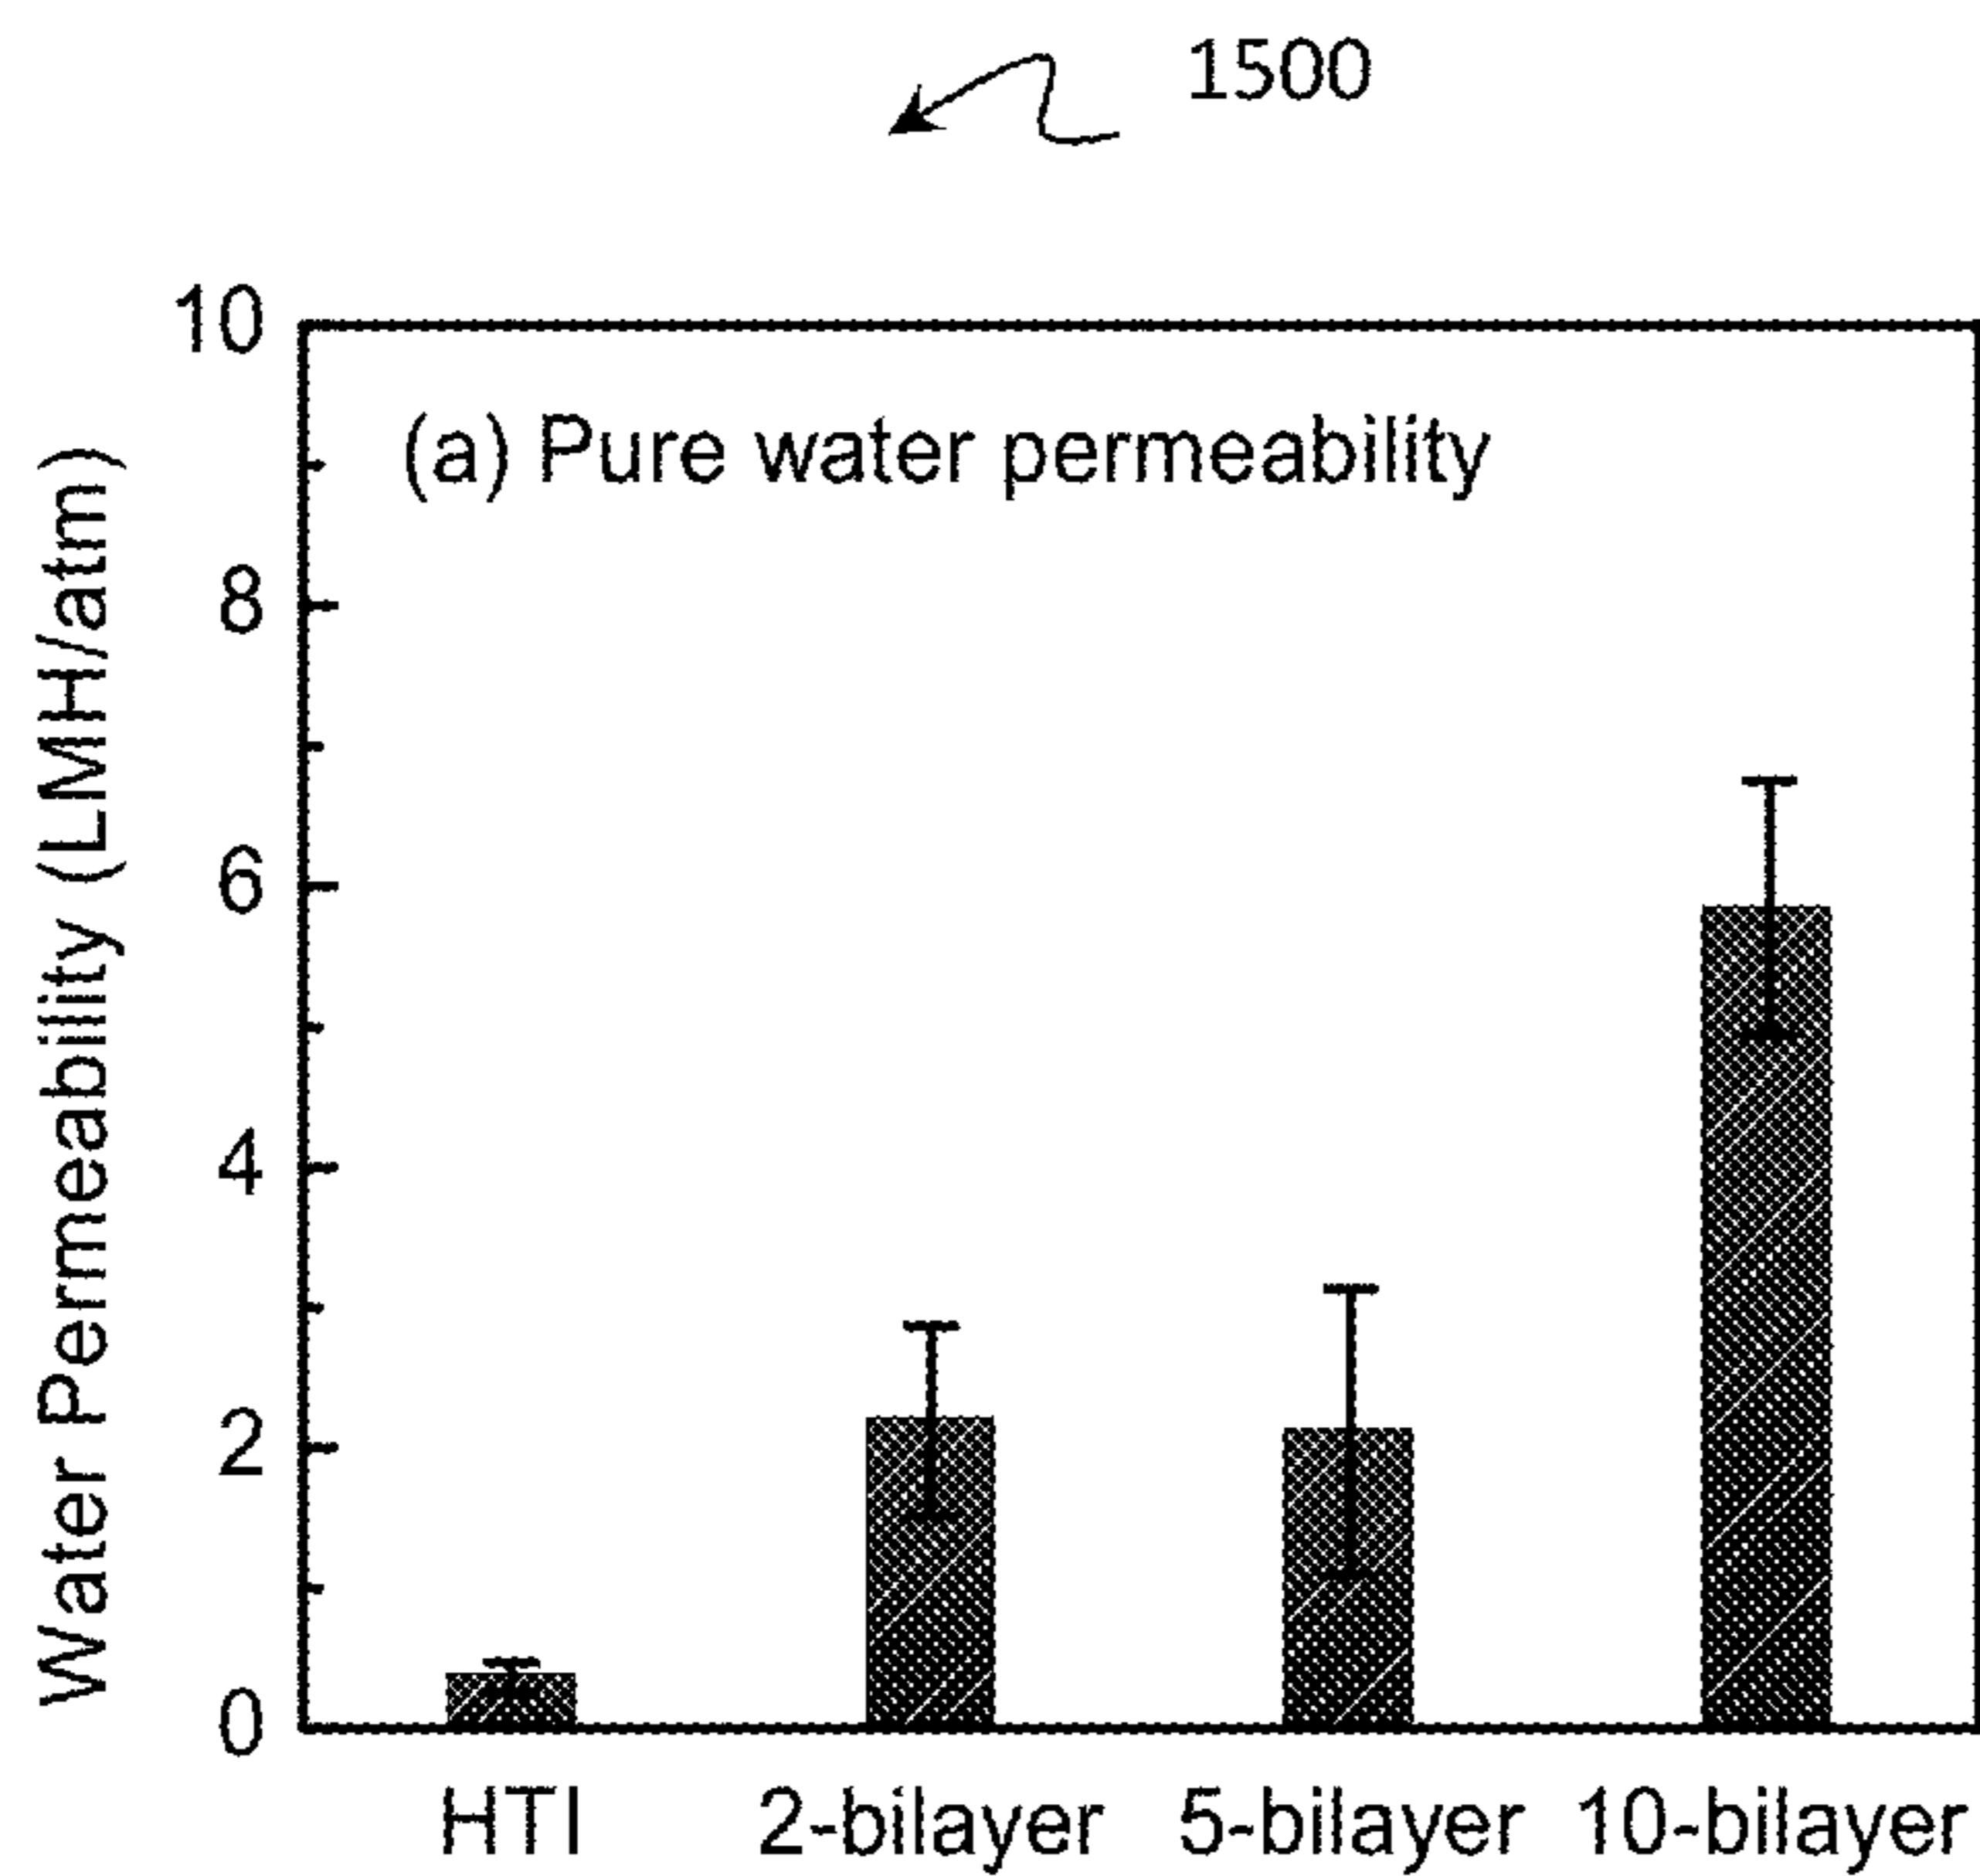 1500
10
(a) Pure water permeability
8
6
4
2
0
Water Permeability (LMH/atm)
HTI 2-bilayer 5-bilayer 10-bilayer